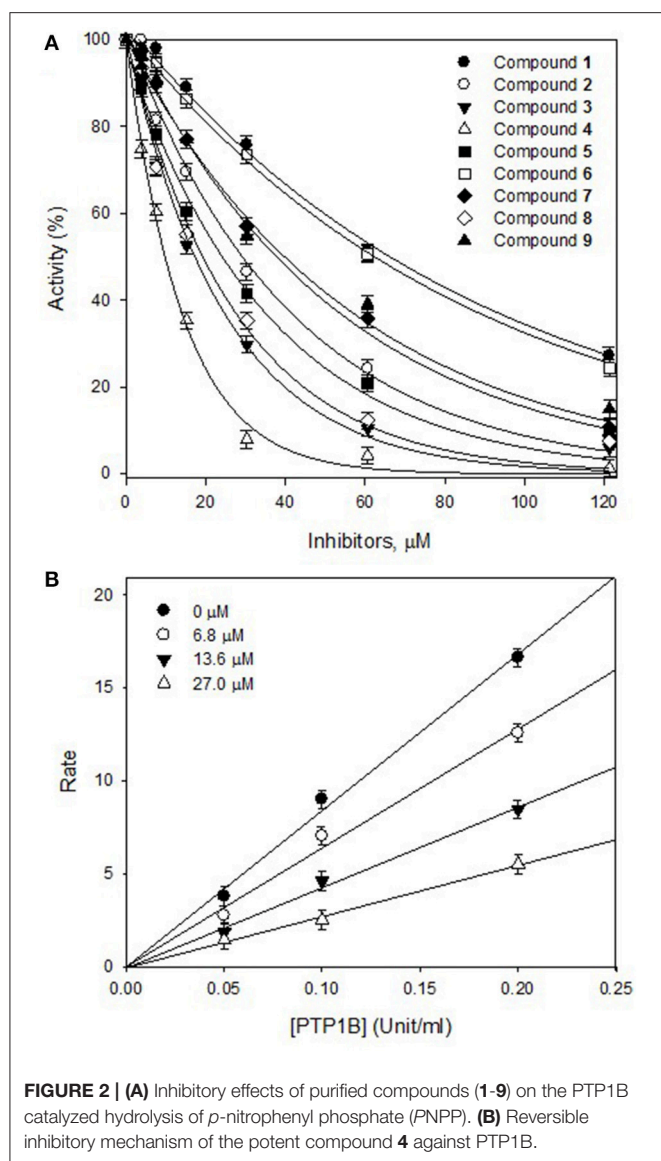 A
100
80
60
40
20
0
Activity (%)
Compound 1
Compound 2
Compound 3
Compound 4
Compound 5
Compound 6
Compound 7
Compound 8
Compound 9
0 20 40 60 80 100 120
Inhibitors, μM
B
20
15
10
5
0
Rate
0 μM
6.8 μM
13.6 μM
27.0 μM
0.00 0.05 0.10 0.15 0.20 0.25
[PTP1B] (Unit/ml)
FIGURE 2 | (A) Inhibitory effects of purified compounds (1-9) on the PTP1B
catalyzed hydrolysis of p-nitrophenyl phosphate (PNPP). (B) Reversible
inhibitory mechanism of the potent compound 4 against PTP1B.